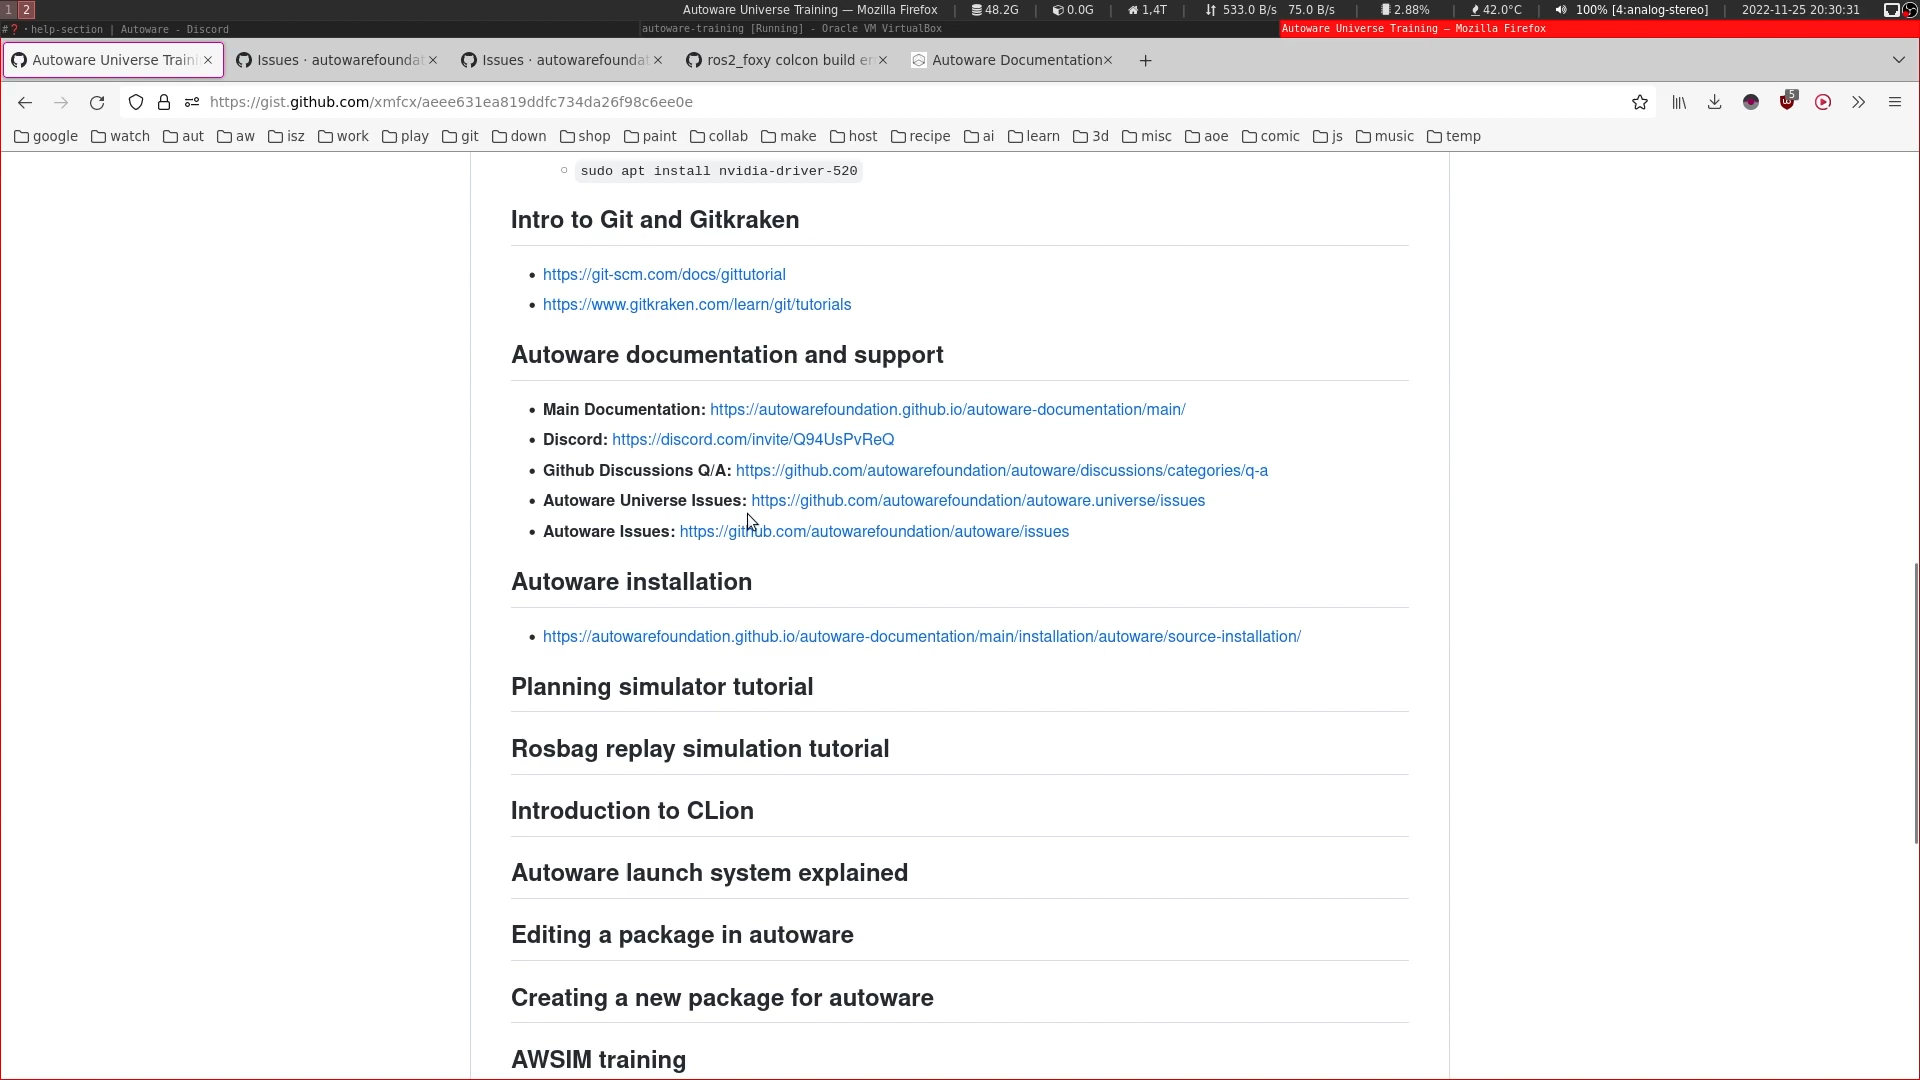 1 2 Autoware Universe Training — Mozilla Firefox | 48.2G | 0.0G | 1,4T | 533.0 B/s 75.0 B/s | 2.88% | 42.0°C | 100% [4:analog-stereo] | 2022-11-25 20:30:31
#❓・help-section | Autoware - Discord autoware-training [Running] - Oracle VM VirtualBox Autoware Universe Training — Mozilla Firefox
Autoware Universe Traini Issues · autowarefoundat Issues · autowarefoundat ros2_foxy colcon build er Autoware Documentation
https://gist.github.com/xmfcx/aeee631ea819ddfc734da26f98c6ee0e 5
google watch aut aw isz work play git down shop paint collab make host recipe ai learn 3d misc aoe comic js music temp
sudo apt install nvidia-driver-520
Intro to Git and Gitkraken
https://git-scm.com/docs/gittutorial
https://www.gitkraken.com/learn/git/tutorials
Autoware documentation and support
Main Documentation: https://autowarefoundation.github.io/autoware-documentation/main/
Discord: https://discord.com/invite/Q94UsPvReQ
Github Discussions Q/A: https://github.com/autowarefoundation/autoware/discussions/categories/q-a
Autoware Universe Issues: https://github.com/autowarefoundation/autoware.universe/issues
Autoware Issues: https://github.com/autowarefoundation/autoware/issues
Autoware installation
https://autowarefoundation.github.io/autoware-documentation/main/installation/autoware/source-installation/
Planning simulator tutorial
Rosbag replay simulation tutorial
Introduction to CLion
Autoware launch system explained
Editing a package in autoware
Creating a new package for autoware
AWSIM training